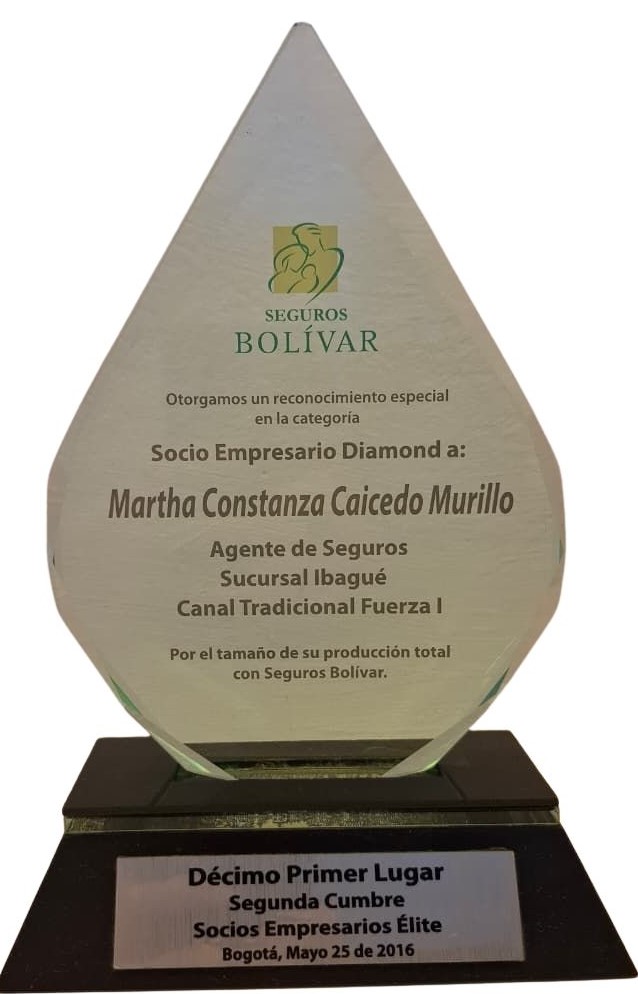 SEGUROS
BOLÍVAR
Otorgamos un reconocimiento especial
en la categoría
Socio Empresario Diamond a:
Martha Constanza Caicedo Murillo
Agente de Seguros
Sucursal Ibagué
Canal Tradicional Fuerza I
Por el tamaño de su producción total
con Seguros Bolívar.
Décimo Primer Lugar
Segunda Cumbre
Socios Empresarios Élite
Bogotá, Mayo 25 de 2016